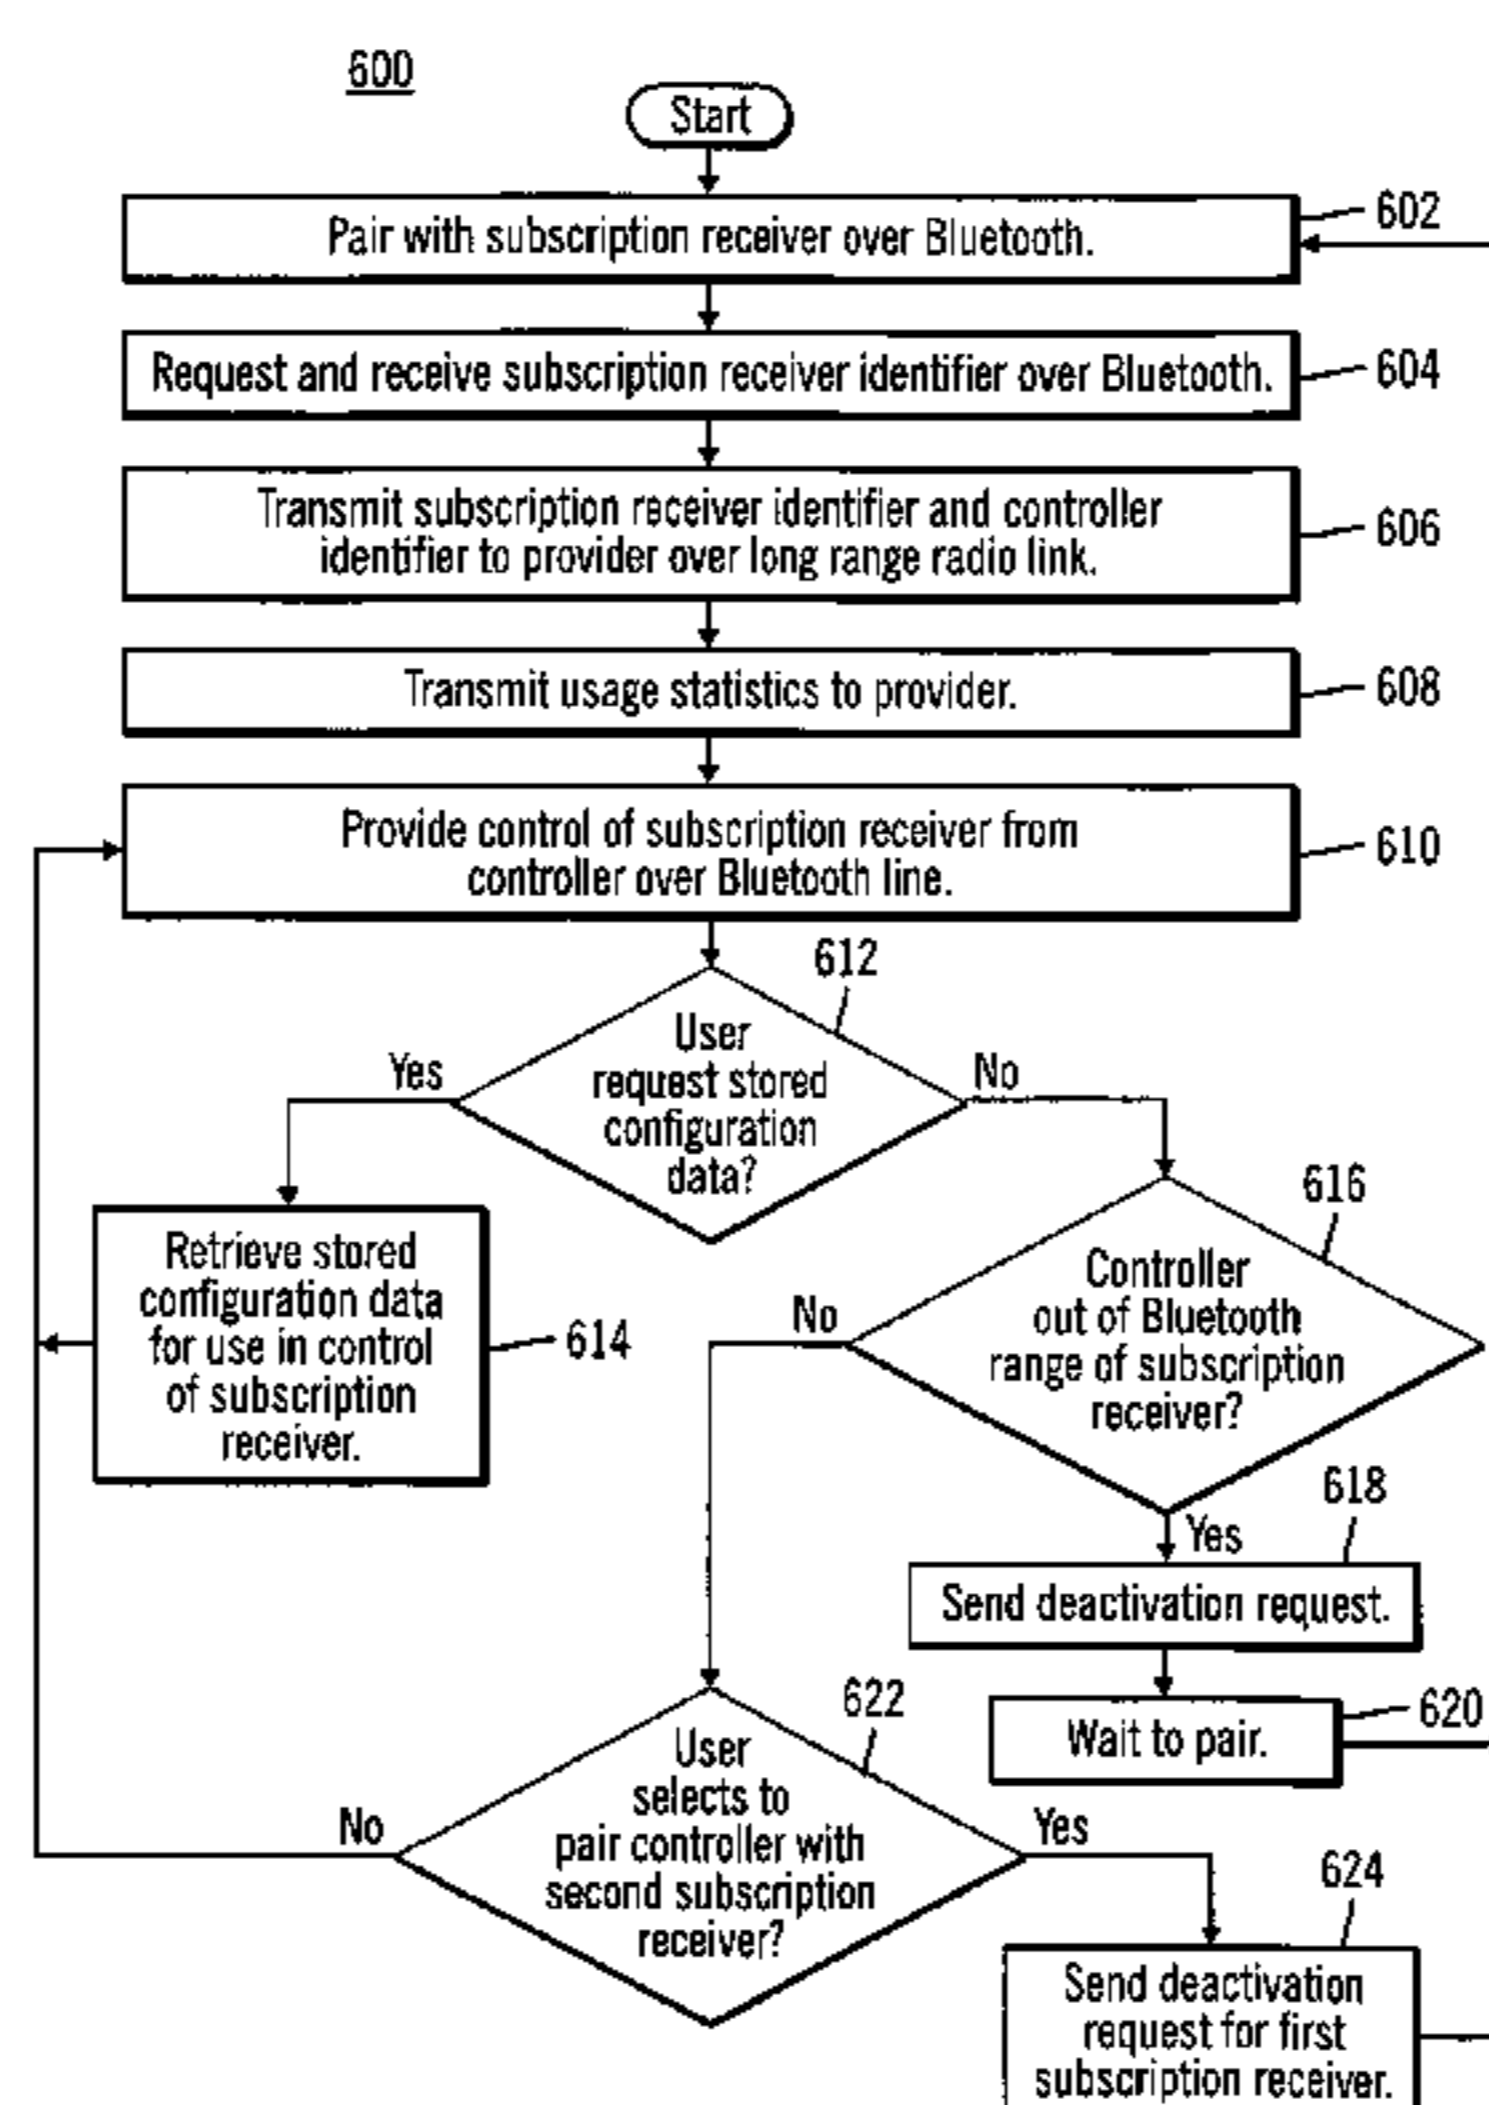 600
Start
Pair with subscription receiver over Bluetooth.
602
Request and receive subscription receiver identifier over Bluetooth.
604
Transmit subscription receiver identifier and controller
identifier to provider over long range radio link.
606
Transmit usage statistics to provider.
608
Provide control of subscription receiver from
controller over Bluetooth line.
610
612
User
request stored
configuration
data?
Yes
No
Retrieve stored
configuration data
for use in control
of subscription
receiver.
614
616
Controller
out of Bluetooth
range of subscription
receiver?
No
Yes
618
Send deactivation request.
Wait to pair.
620
622
User
selects to
pair controller with
second subscription
receiver?
No
Yes
624
Send deactivation
request for first
subscription receiver.